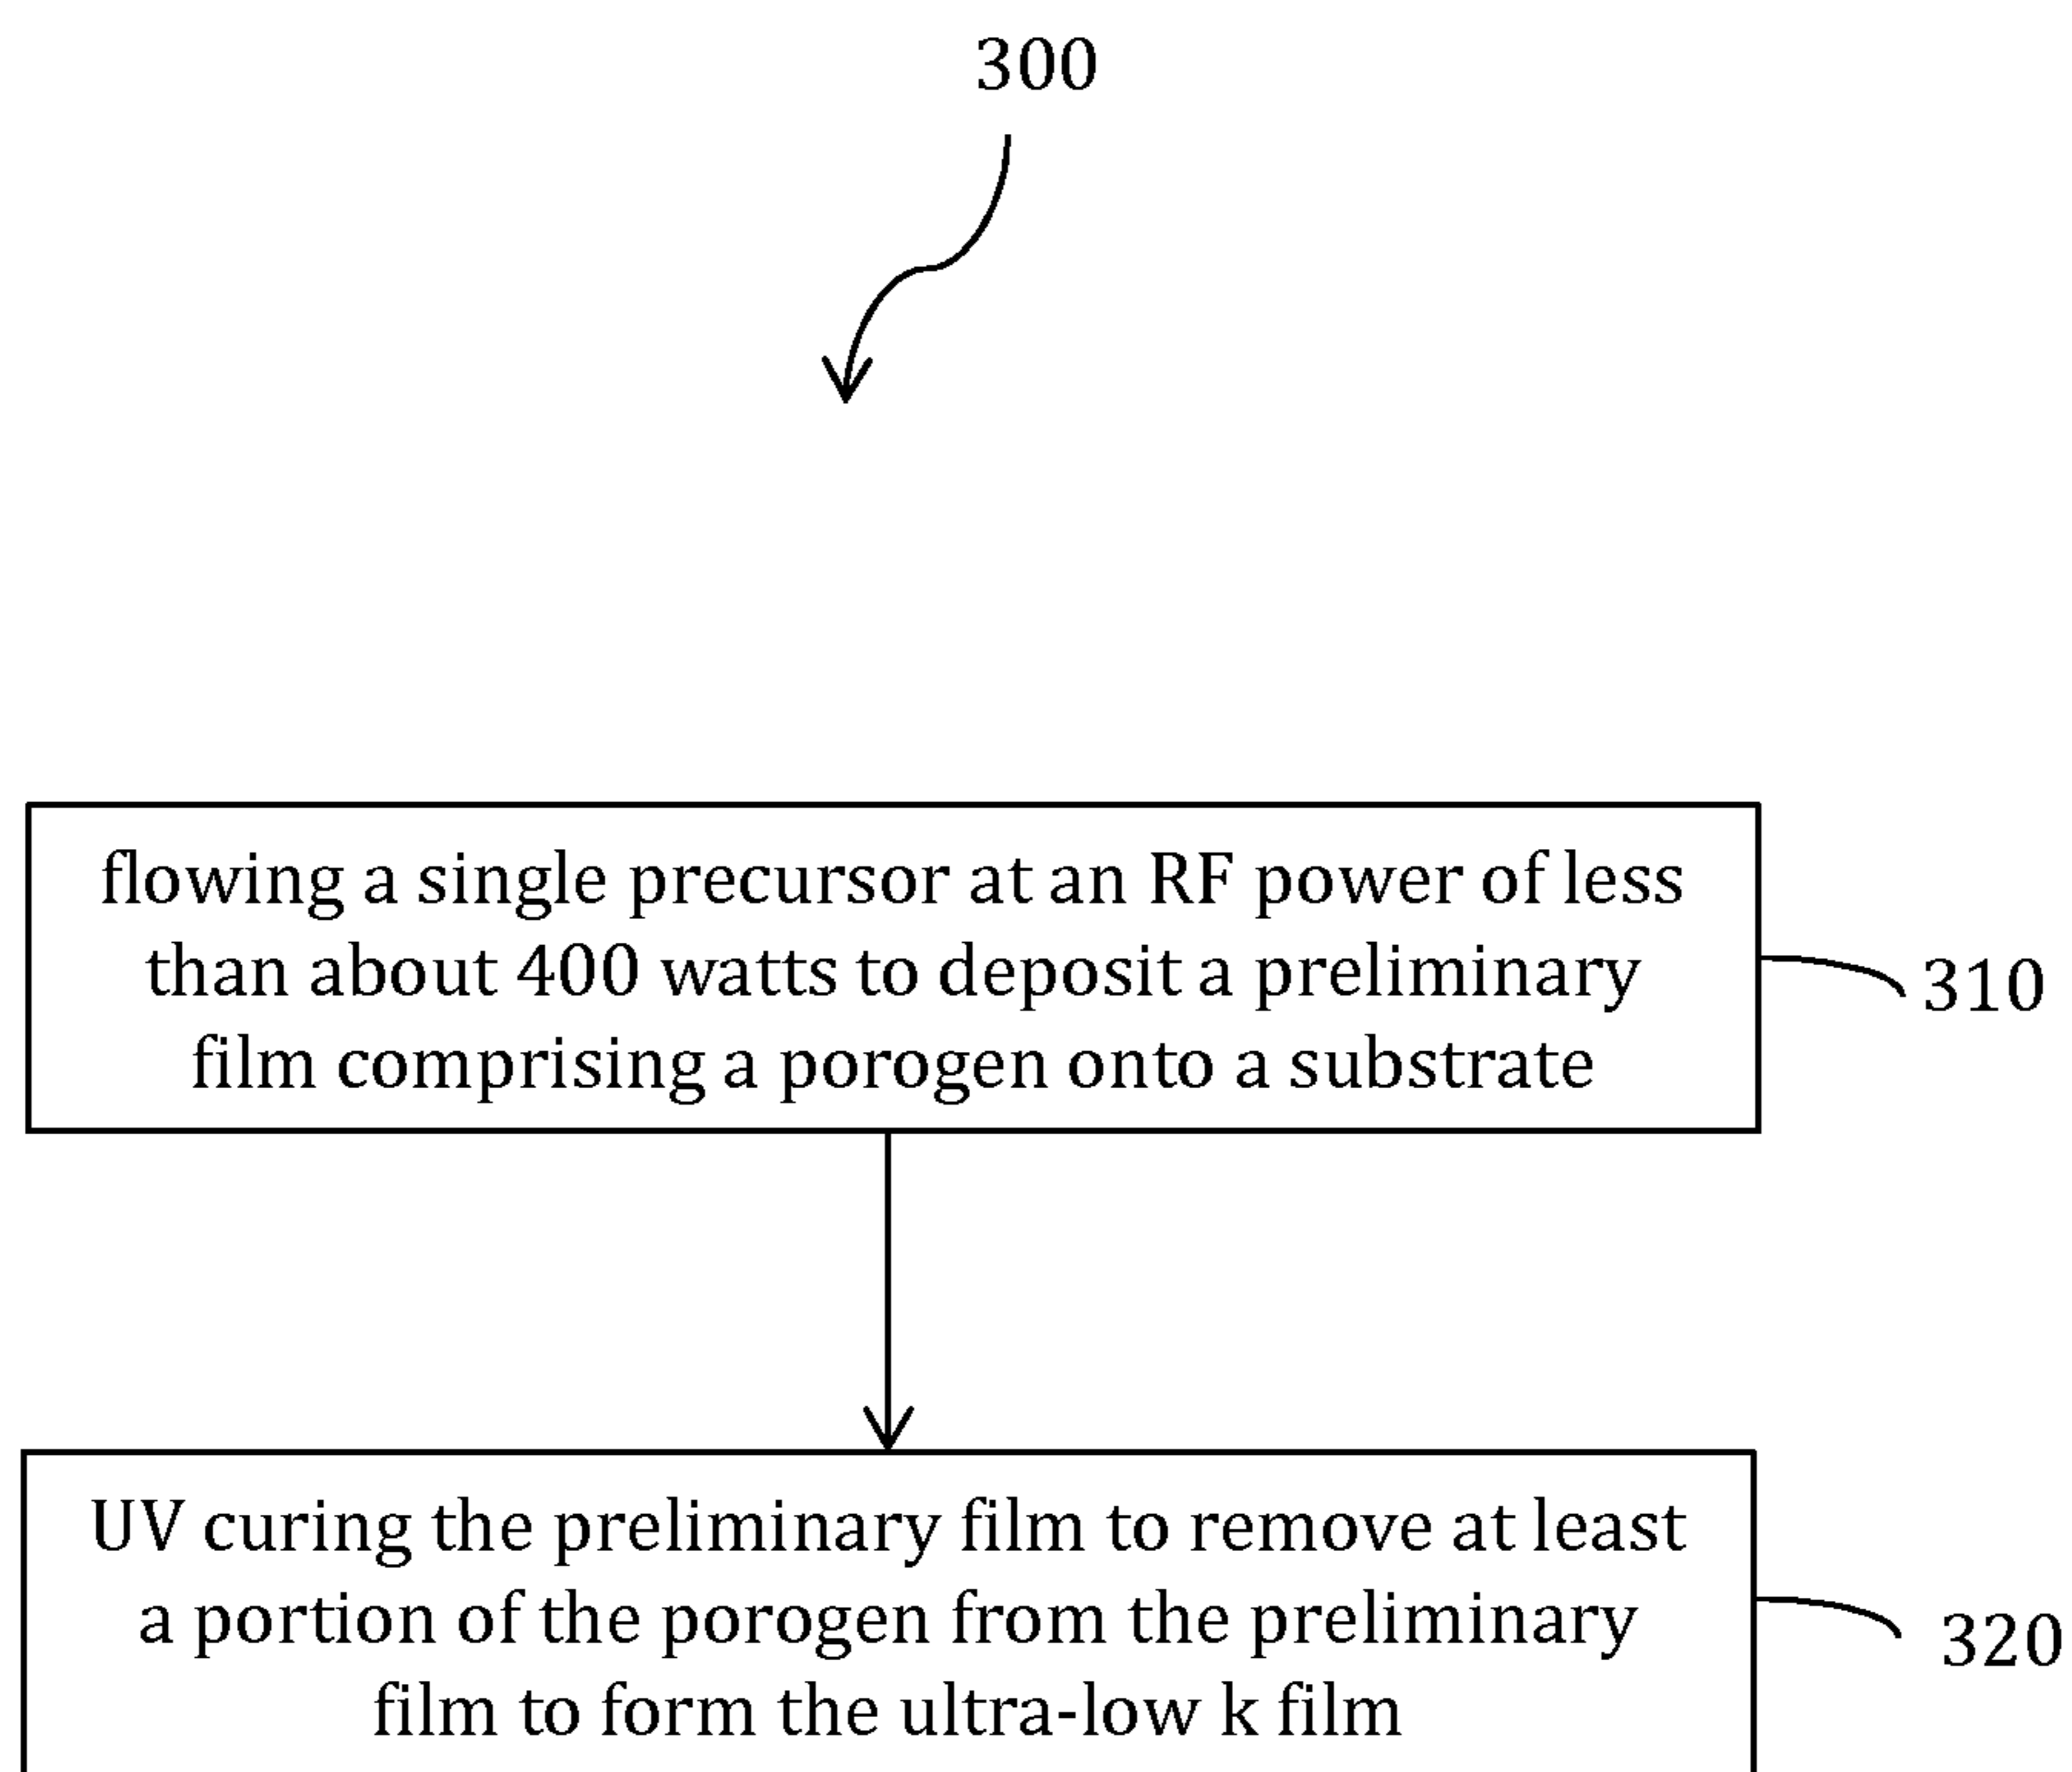 300
flowing a single precursor at an RF power of less
than about 400 watts to deposit a preliminary
film comprising a porogen onto a substrate
310
UV curing the preliminary film to remove at least
a portion of the porogen from the preliminary
film to form the ultra-low k film
320